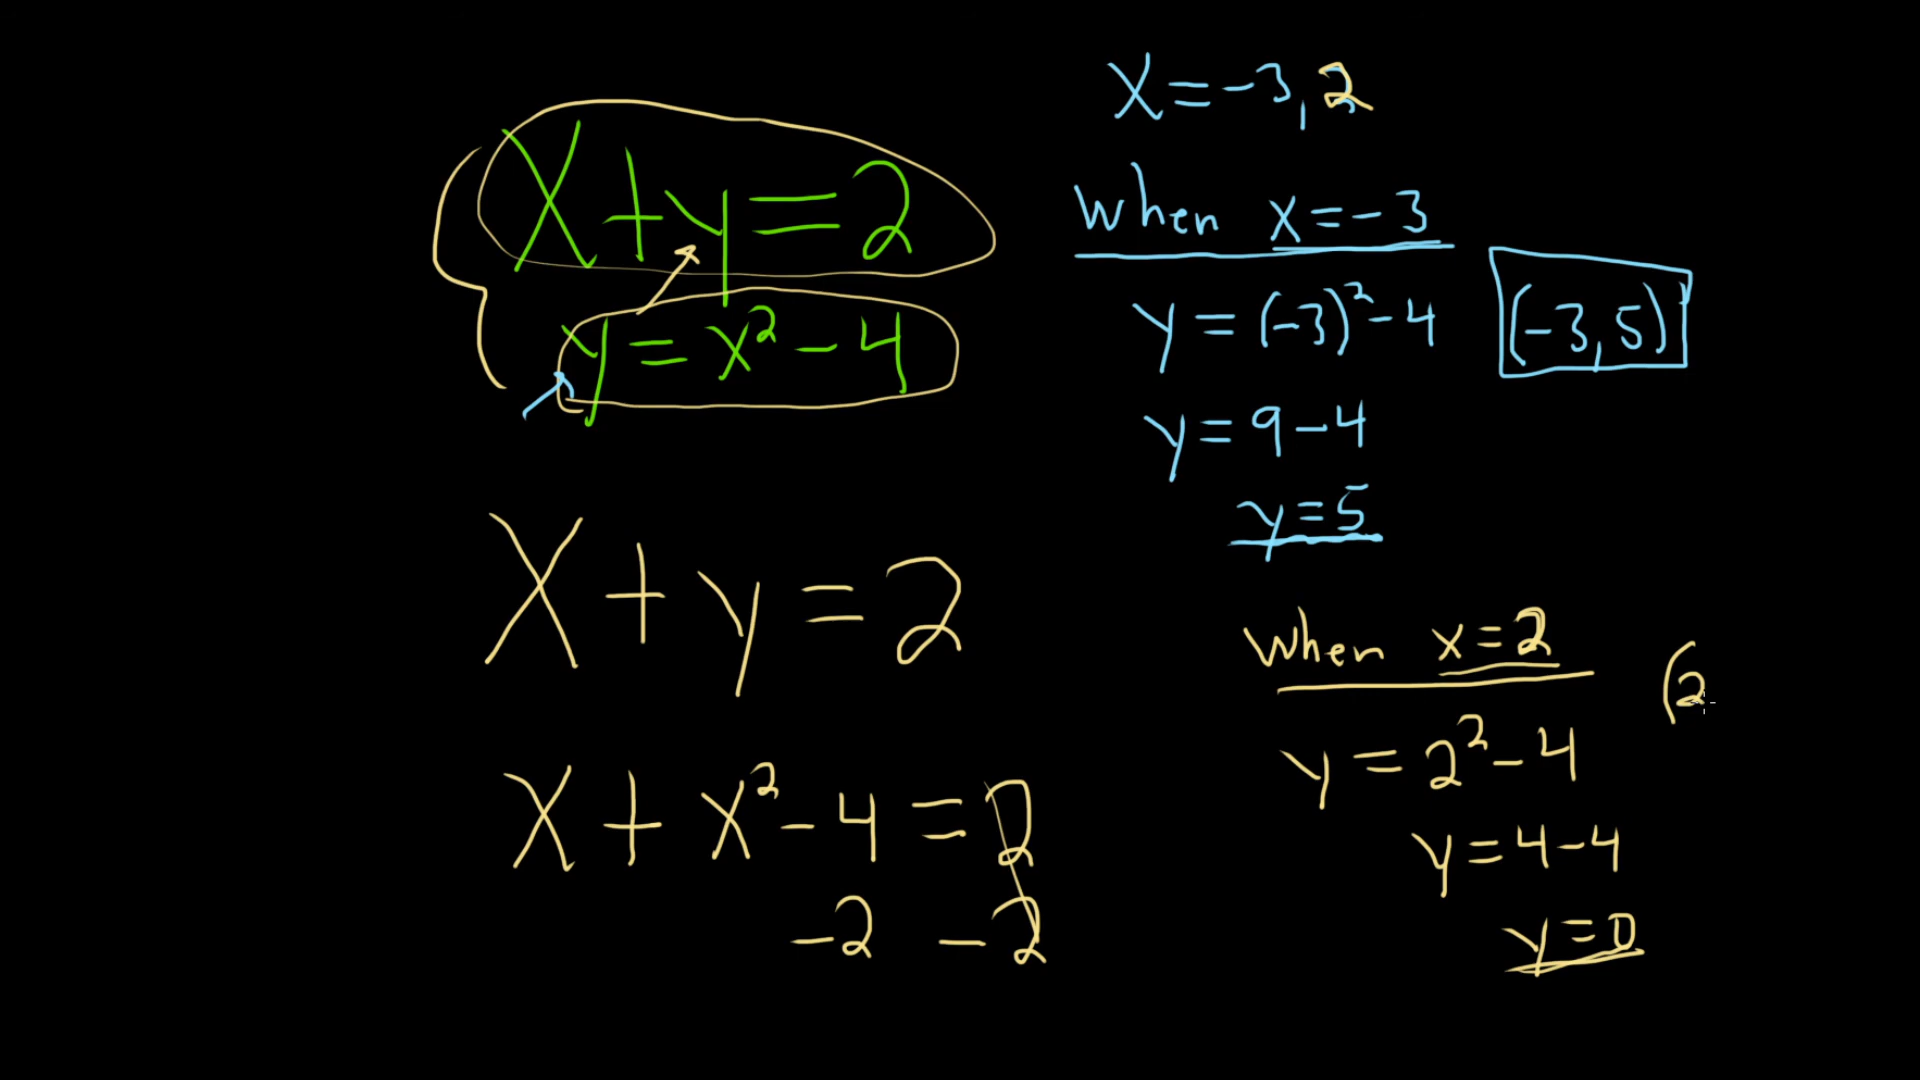 x+y=2
y=x²-4
x+y=2
x+x²-4=2
-2 -2
x=-3,2
When x=-3
y=(-3)²-4
(-3,5)
y=9-4
y=5
When x=2
(2
y=2²-4
y=4-4
y=0